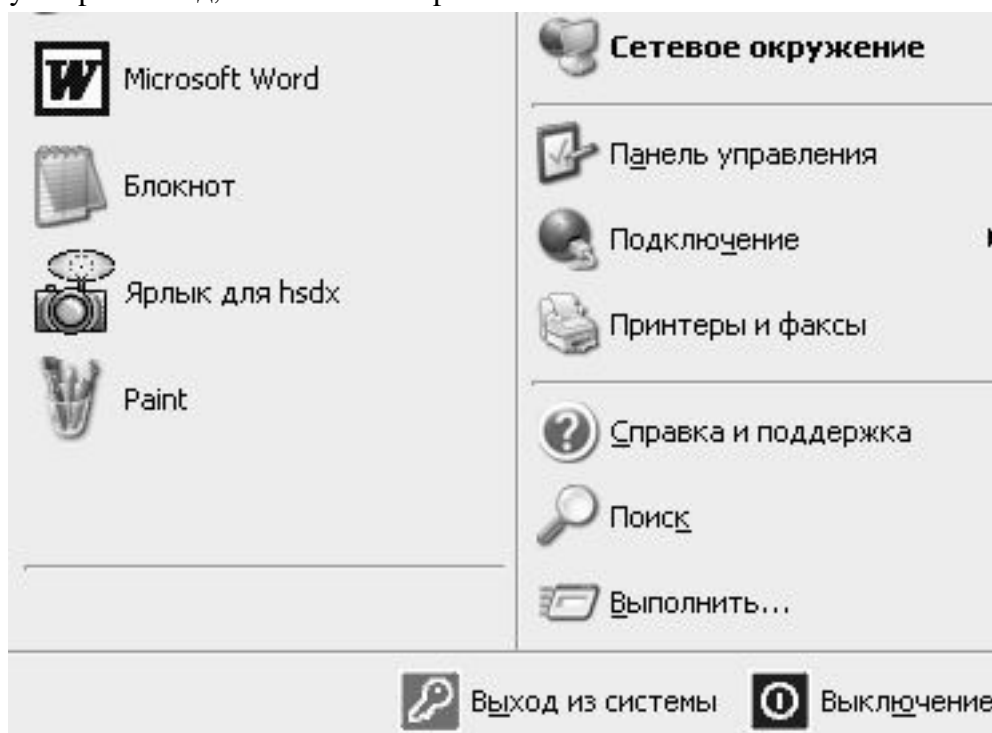 Microsoft Word
Блокнот
Ярлык для hsdx
Paint
Сетевое окружение
Панель управления
Подключение
Принтеры и факсы
Справка и поддержка
Поиск
Выполнить...
Выход из системы
Выключение